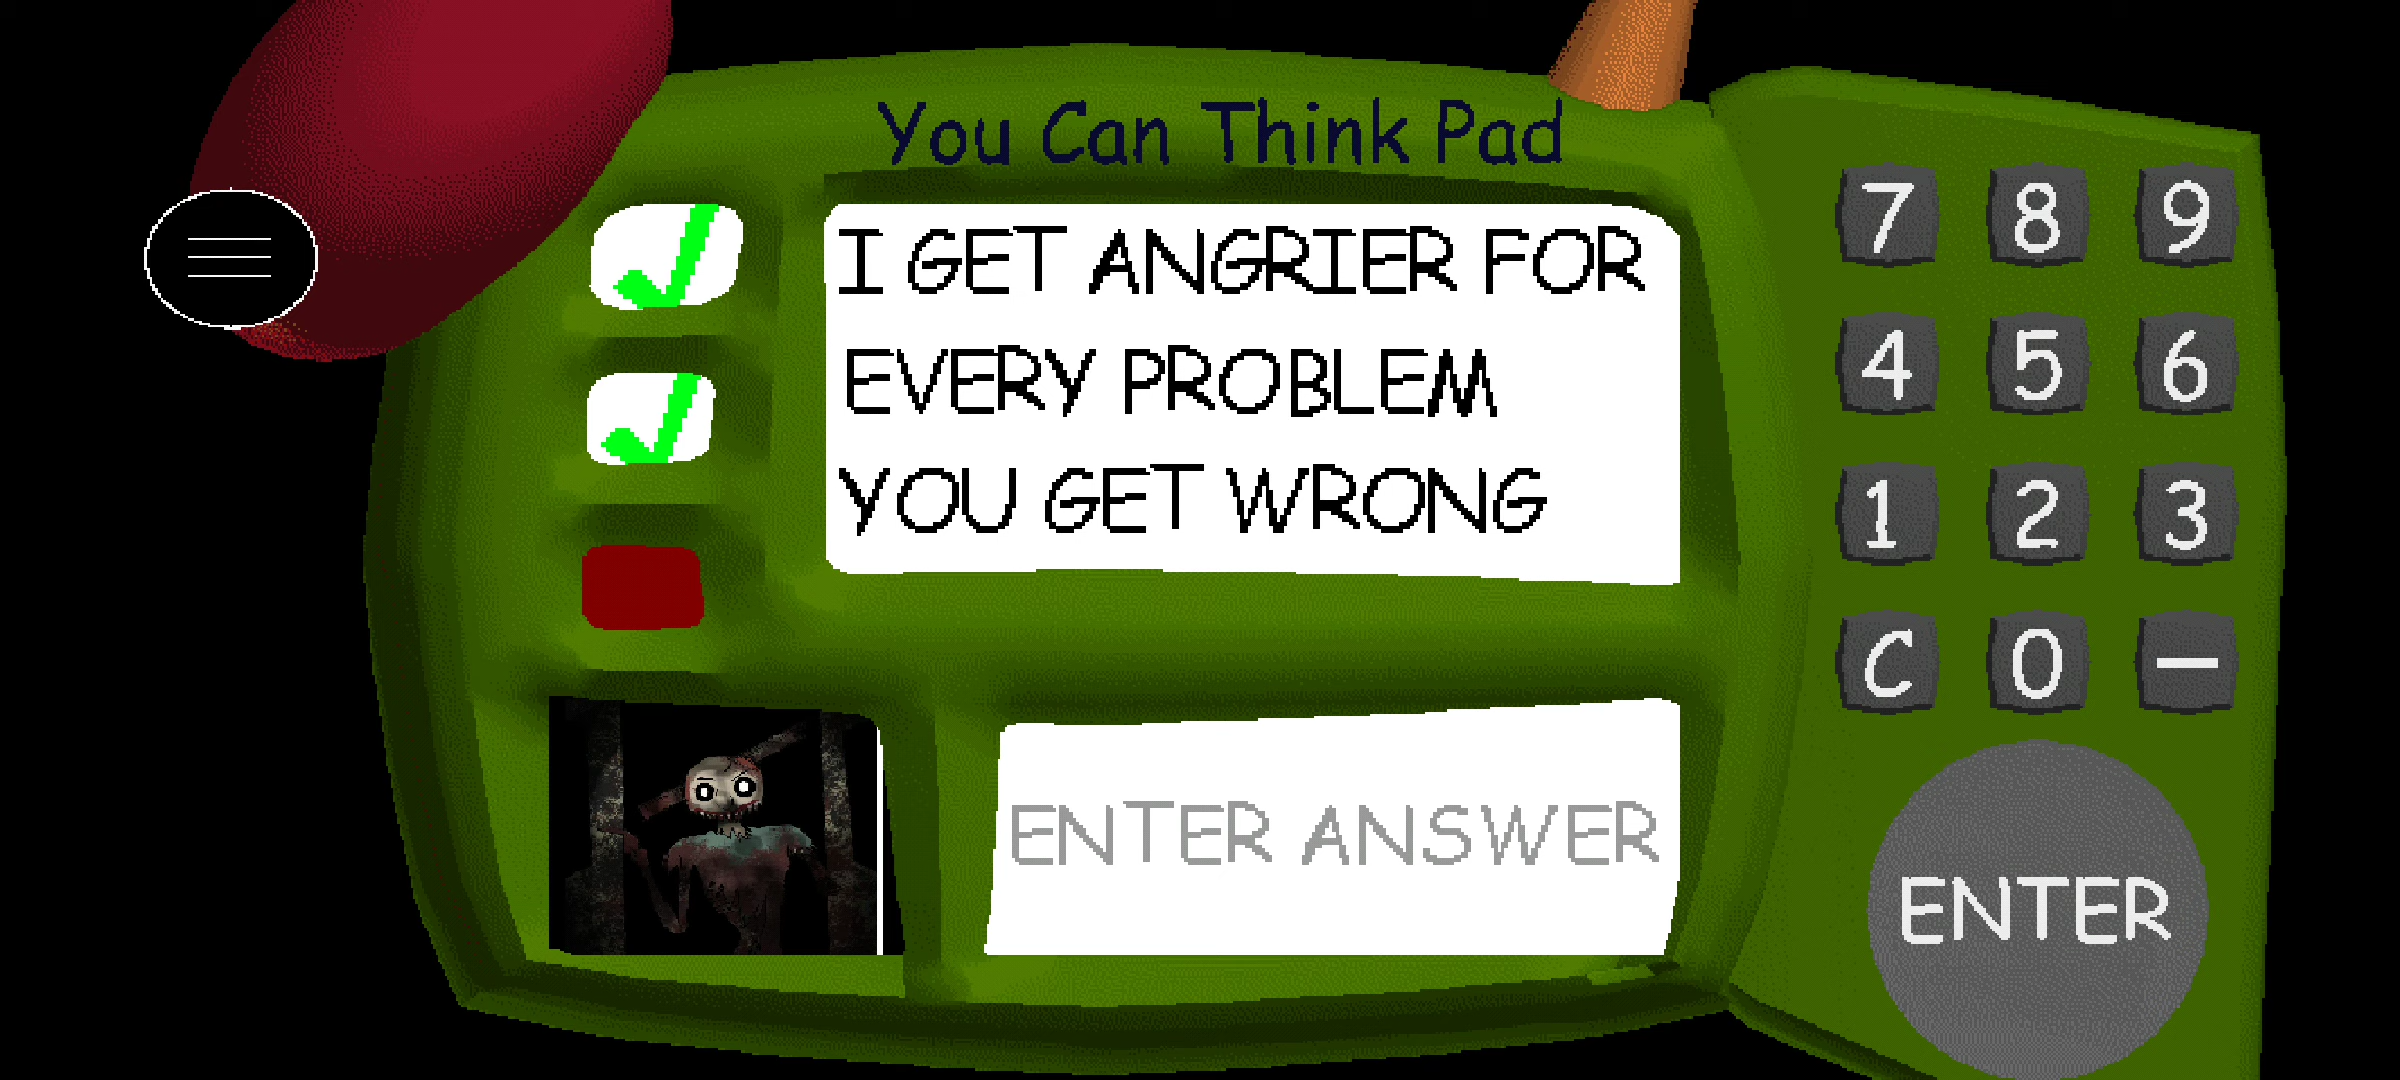 You Can Think Pad
I GET ANGRIER FOR
EVERY PROBLEM
YOU GET WRONG
ENTER ANSWER
7 8 9
4 5 6
1 2 3
C 0 —
ENTER